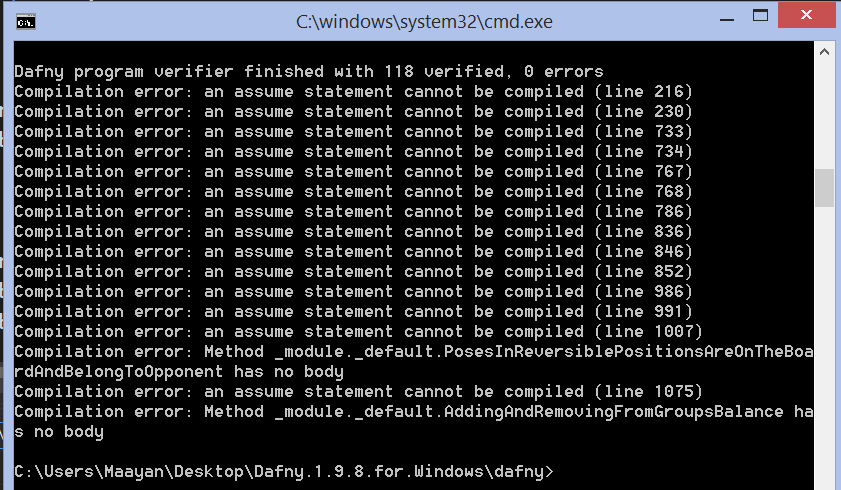 C:\windows\system32\cmd.exe
Dafny program verifier finished with 118 verified, 0 errors
Compilation error: an assume statement cannot be compiled (line 216)
Compilation error: an assume statement cannot be compiled (line 230)
Compilation error: an assume statement cannot be compiled (line 733)
Compilation error: an assume statement cannot be compiled (line 734)
Compilation error: an assume statement cannot be compiled (line 767)
Compilation error: an assume statement cannot be compiled (line 768)
Compilation error: an assume statement cannot be compiled (line 786)
Compilation error: an assume statement cannot be compiled (line 836)
Compilation error: an assume statement cannot be compiled (line 846)
Compilation error: an assume statement cannot be compiled (line 852)
Compilation error: an assume statement cannot be compiled (line 986)
Compilation error: an assume statement cannot be compiled (line 991)
Compilation error: an assume statement cannot be compiled (line 1007)
Compilation error: Method _module._default.PosesInReversiblePositionsAreOnTheBoa
rdAndBelongToOpponent has no body
Compilation error: an assume statement cannot be compiled (line 1075)
Compilation error: Method _module._default.AddingAndRemovingFromGroupsBalance ha
s no body
C:\Users\Maayan\Desktop\Dafny.1.9.8.for.Windows\dafny>